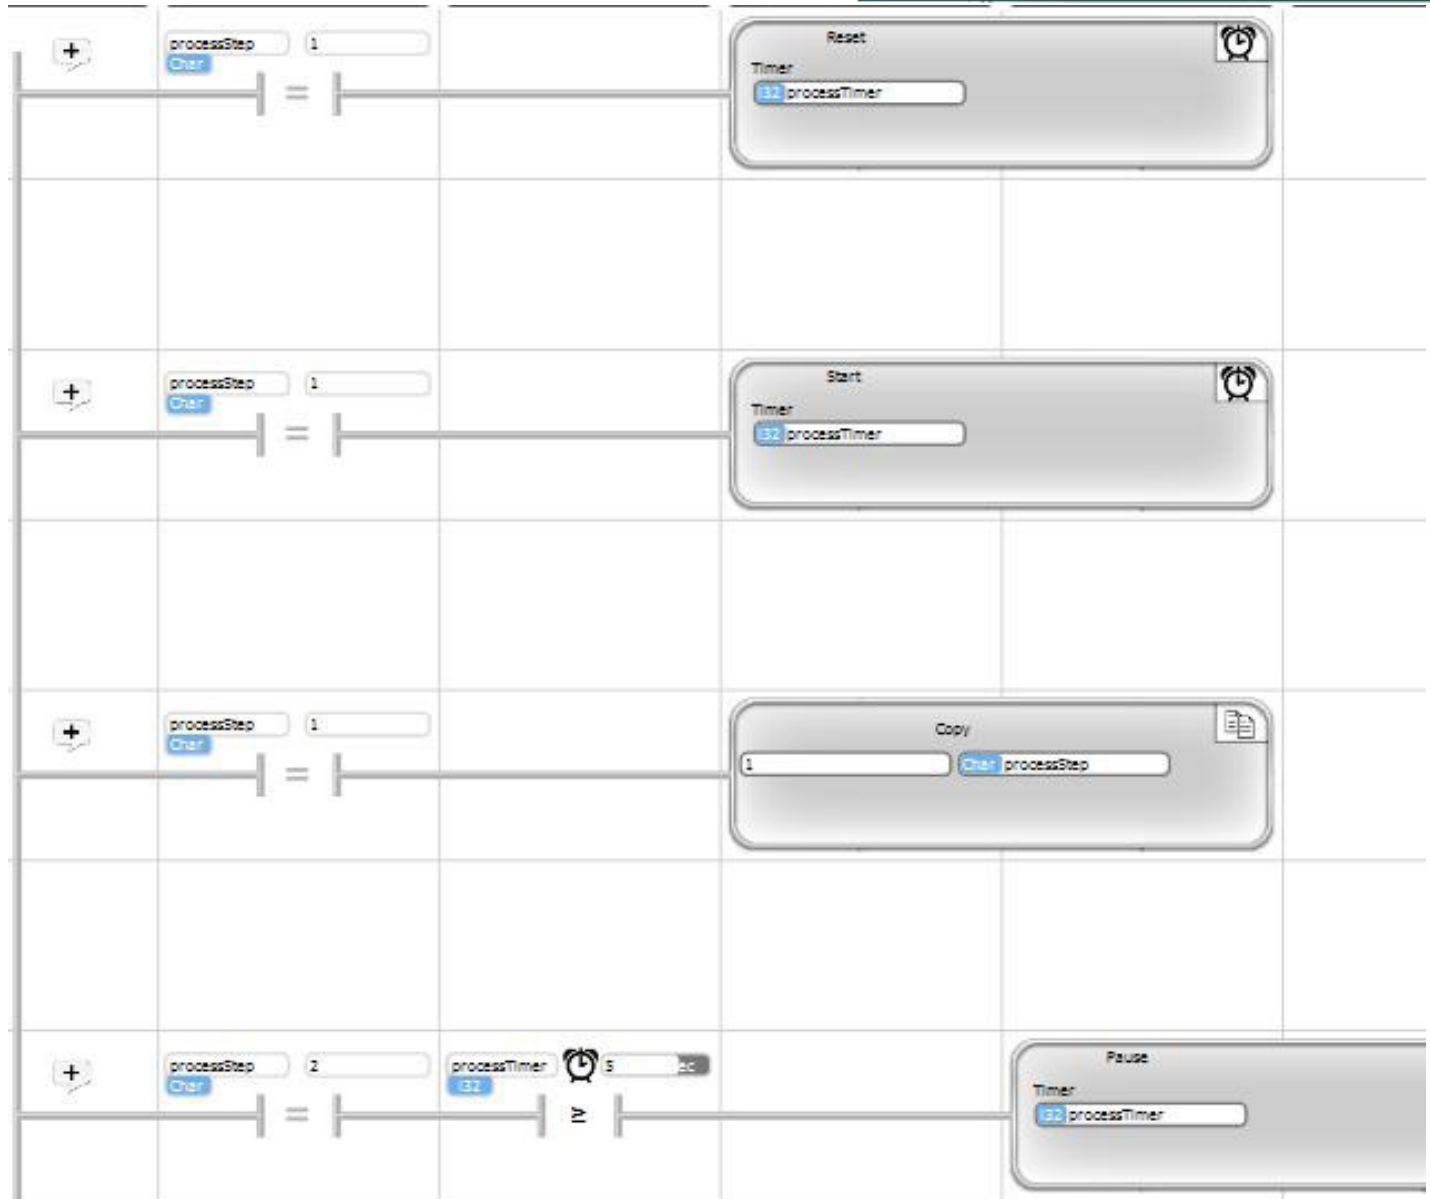 processStep 1 Reset
Char
Timer
I32 processTimer
processStep 1 Start
Char
Timer
I32 processTimer
processStep 1 Copy
Char
1 Char processStep
processStep 2 processTimer 5 ec Pause
Char I32
Timer
= ≥ I32 processTimer